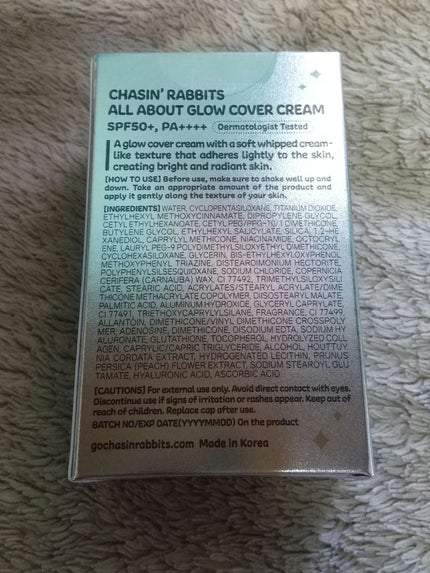 CHASIN' RABBITS
ALL ABOUT GLOW COVER CREAM
SPF50+, PA++++ Dermatologist Tested
A glow cover cream with a soft whipped cream-
like texture that adheres lightly to the skin,
creating bright and radiant skin.
[HOW TO USE] Before use, make sure to shake well up and
down. Take an appropriate amount of the product and
apply it gently along the texture of your skin.
[INGREDIENTS] WATER, CYCLOPENTASILOXANE, TITANIUM DIOXIDE,
ETHYLHEXYL METHOXYCINNAMATE, DIPROPYLENE GLYCOL,
CETYL ETHYLHEXANOATE, CETYL PEG/PPG-10/1 DIMETHICONE,
BUTYLENE GLYCOL, ETHYLHEXYL SALICYLATE, SILICA, 1,2-HE
XANEDIOL, CAPRYLYL METHICONE, NIACINAMIDE, OCTOCRYL
ENE, LAURYL PEG-9 POLYDIMETHYLSILOXYETHYL DIMETHICONE,
CYCLOHEXASILOXANE, GLYCERIN, BIS-ETHYLHEXYLOXYPHENOL
METHOXYPHENYL TRIAZINE, DISTEARDIMONIUM HECTORITE,
POLYPHENYLSILSESQUIOXANE, SODIUM CHLORIDE, COPERNICIA
CERIFERA (CARNAUBA) WAX, CI 77492, TRIMETHYLSILOXYSILI
CATE, STEARIC ACID, ACRYLATES/STEARYL ACRYLATE/DIME
THICONE METHACRYLATE COPOLYMER, DISOSTEARYL MALATE,
PALMITIC ACID, ALUMINUM HYDROXIDE, GLYCERYL CAPRYLATE,
CI 77491, TRIETHOXYCAPRYLYLSILANE, FRAGRANCE, CI 77499,
ALLANTOIN, DIMETHICONE/VINYL DIMETHICONE CROSSPOLY
MER, ADENOSINE, DIMETHICONE, DISODIUM EDTA, SODIUM HY
ALURONATE, GLUTATHIONE, TOCOPHEROL, HYDROLYZED COLL
AGEN, CAPRYLIC/CAPRIC TRIGLYCERIDE, ALCOHOL, HOUTTUY
NIA CORDATA EXTRACT, HYDROGENATED LECITHIN, PRUNUS
PERSICA (PEACH) FLOWER EXTRACT, SODIUM STEAROYL GLU
TAMATE, HYALURONIC ACID, ASCORBIC ACID
[CAUTIONS] For external use only. Avoid direct contact with eyes.
Discontinue use if signs of irritation or rashes appear. Keep out of
reach of children. Replace cap after use.
BATCH NO/EXP DATE(YYYYMMDD) On the product
gochasinrabbits.com Made in Korea